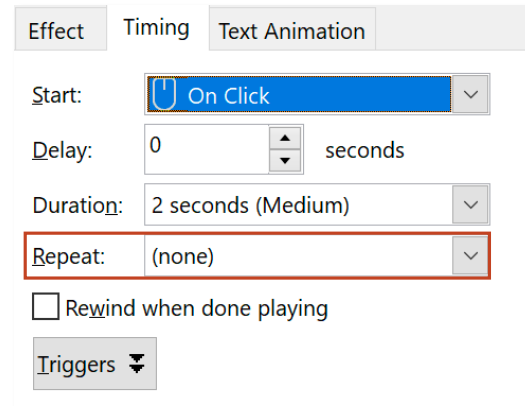 Effect Timing Text Animation
Start: On Click
Delay: 0 seconds
Duration: 2 seconds (Medium)
Repeat: (none)
Rewind when done playing
Triggers